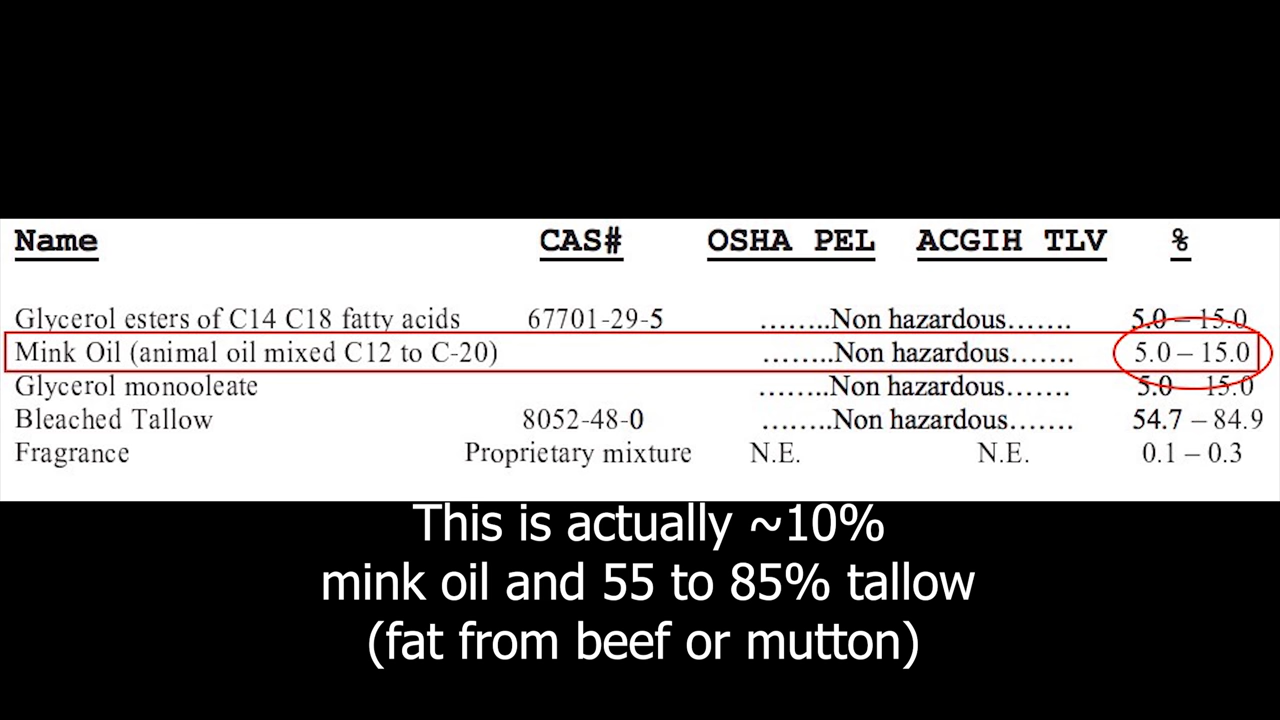 Name CAS# OSHA PEL ACGIH TLV %
Glycerol esters of C14 C18 fatty acids 67701-29-5 ……..Non hazardous……. 5.0 – 15.0
Mink Oil (animal oil mixed C12 to C-20) ……..Non hazardous……. 5.0 – 15.0
Glycerol monooleate ……..Non hazardous……. 5.0 – 15.0
Bleached Tallow 8052-48-0 ……..Non hazardous……. 54.7 – 84.9
Fragrance Proprietary mixture N.E. N.E. 0.1 – 0.3
This is actually ~10%
mink oil and 55 to 85% tallow
(fat from beef or mutton)